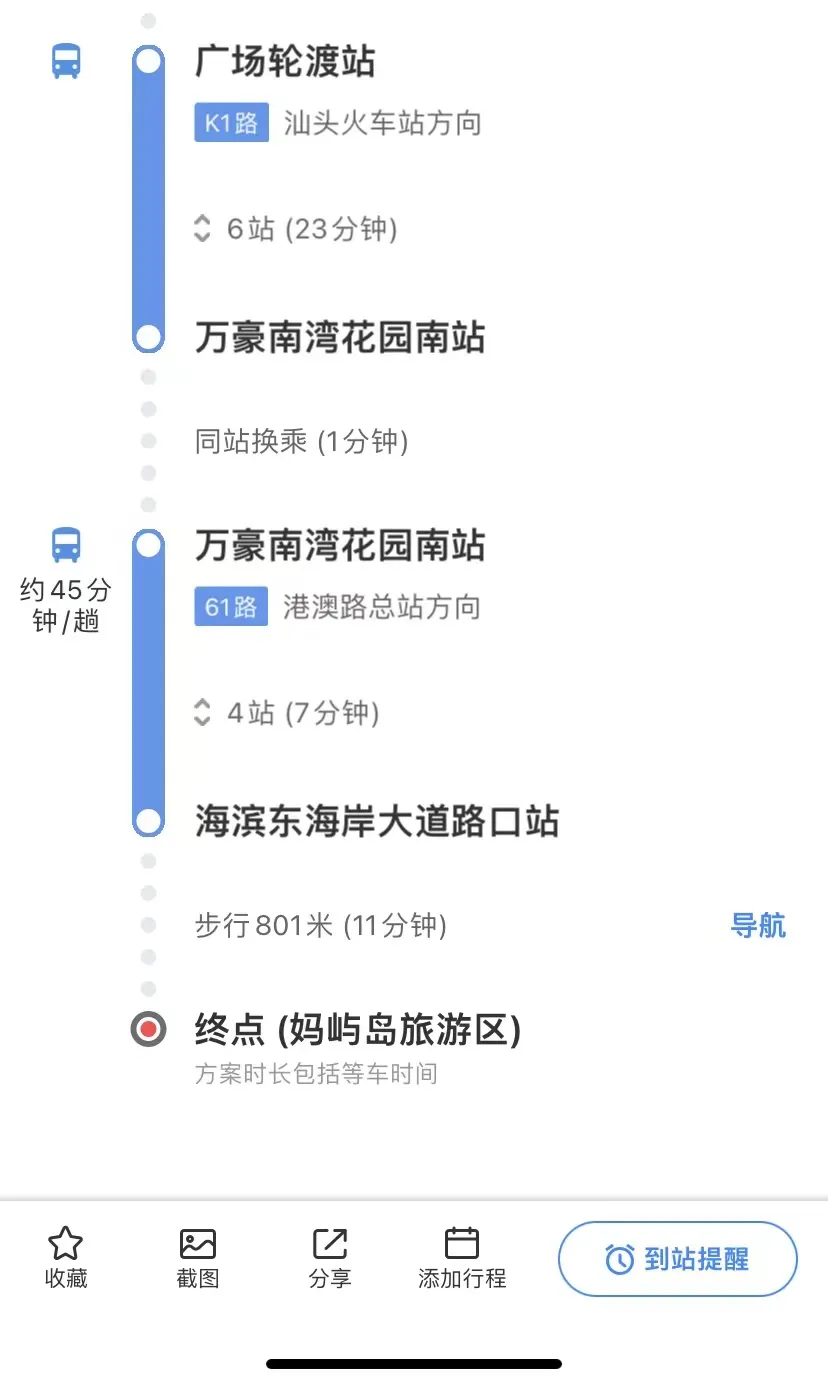 广场轮渡站
K1路 汕头火车站方向
6站 (23分钟)
万豪南湾花园南站
同站换乘 (1分钟)
万豪南湾花园南站
约45分
钟/趟
61路 港澳路总站方向
4站 (7分钟)
海滨东海岸大道路口站
步行801米 (11分钟) 导航
终点 (妈屿岛旅游区)
方案时长包括等车时间
收藏 截图 分享 添加行程 到站提醒